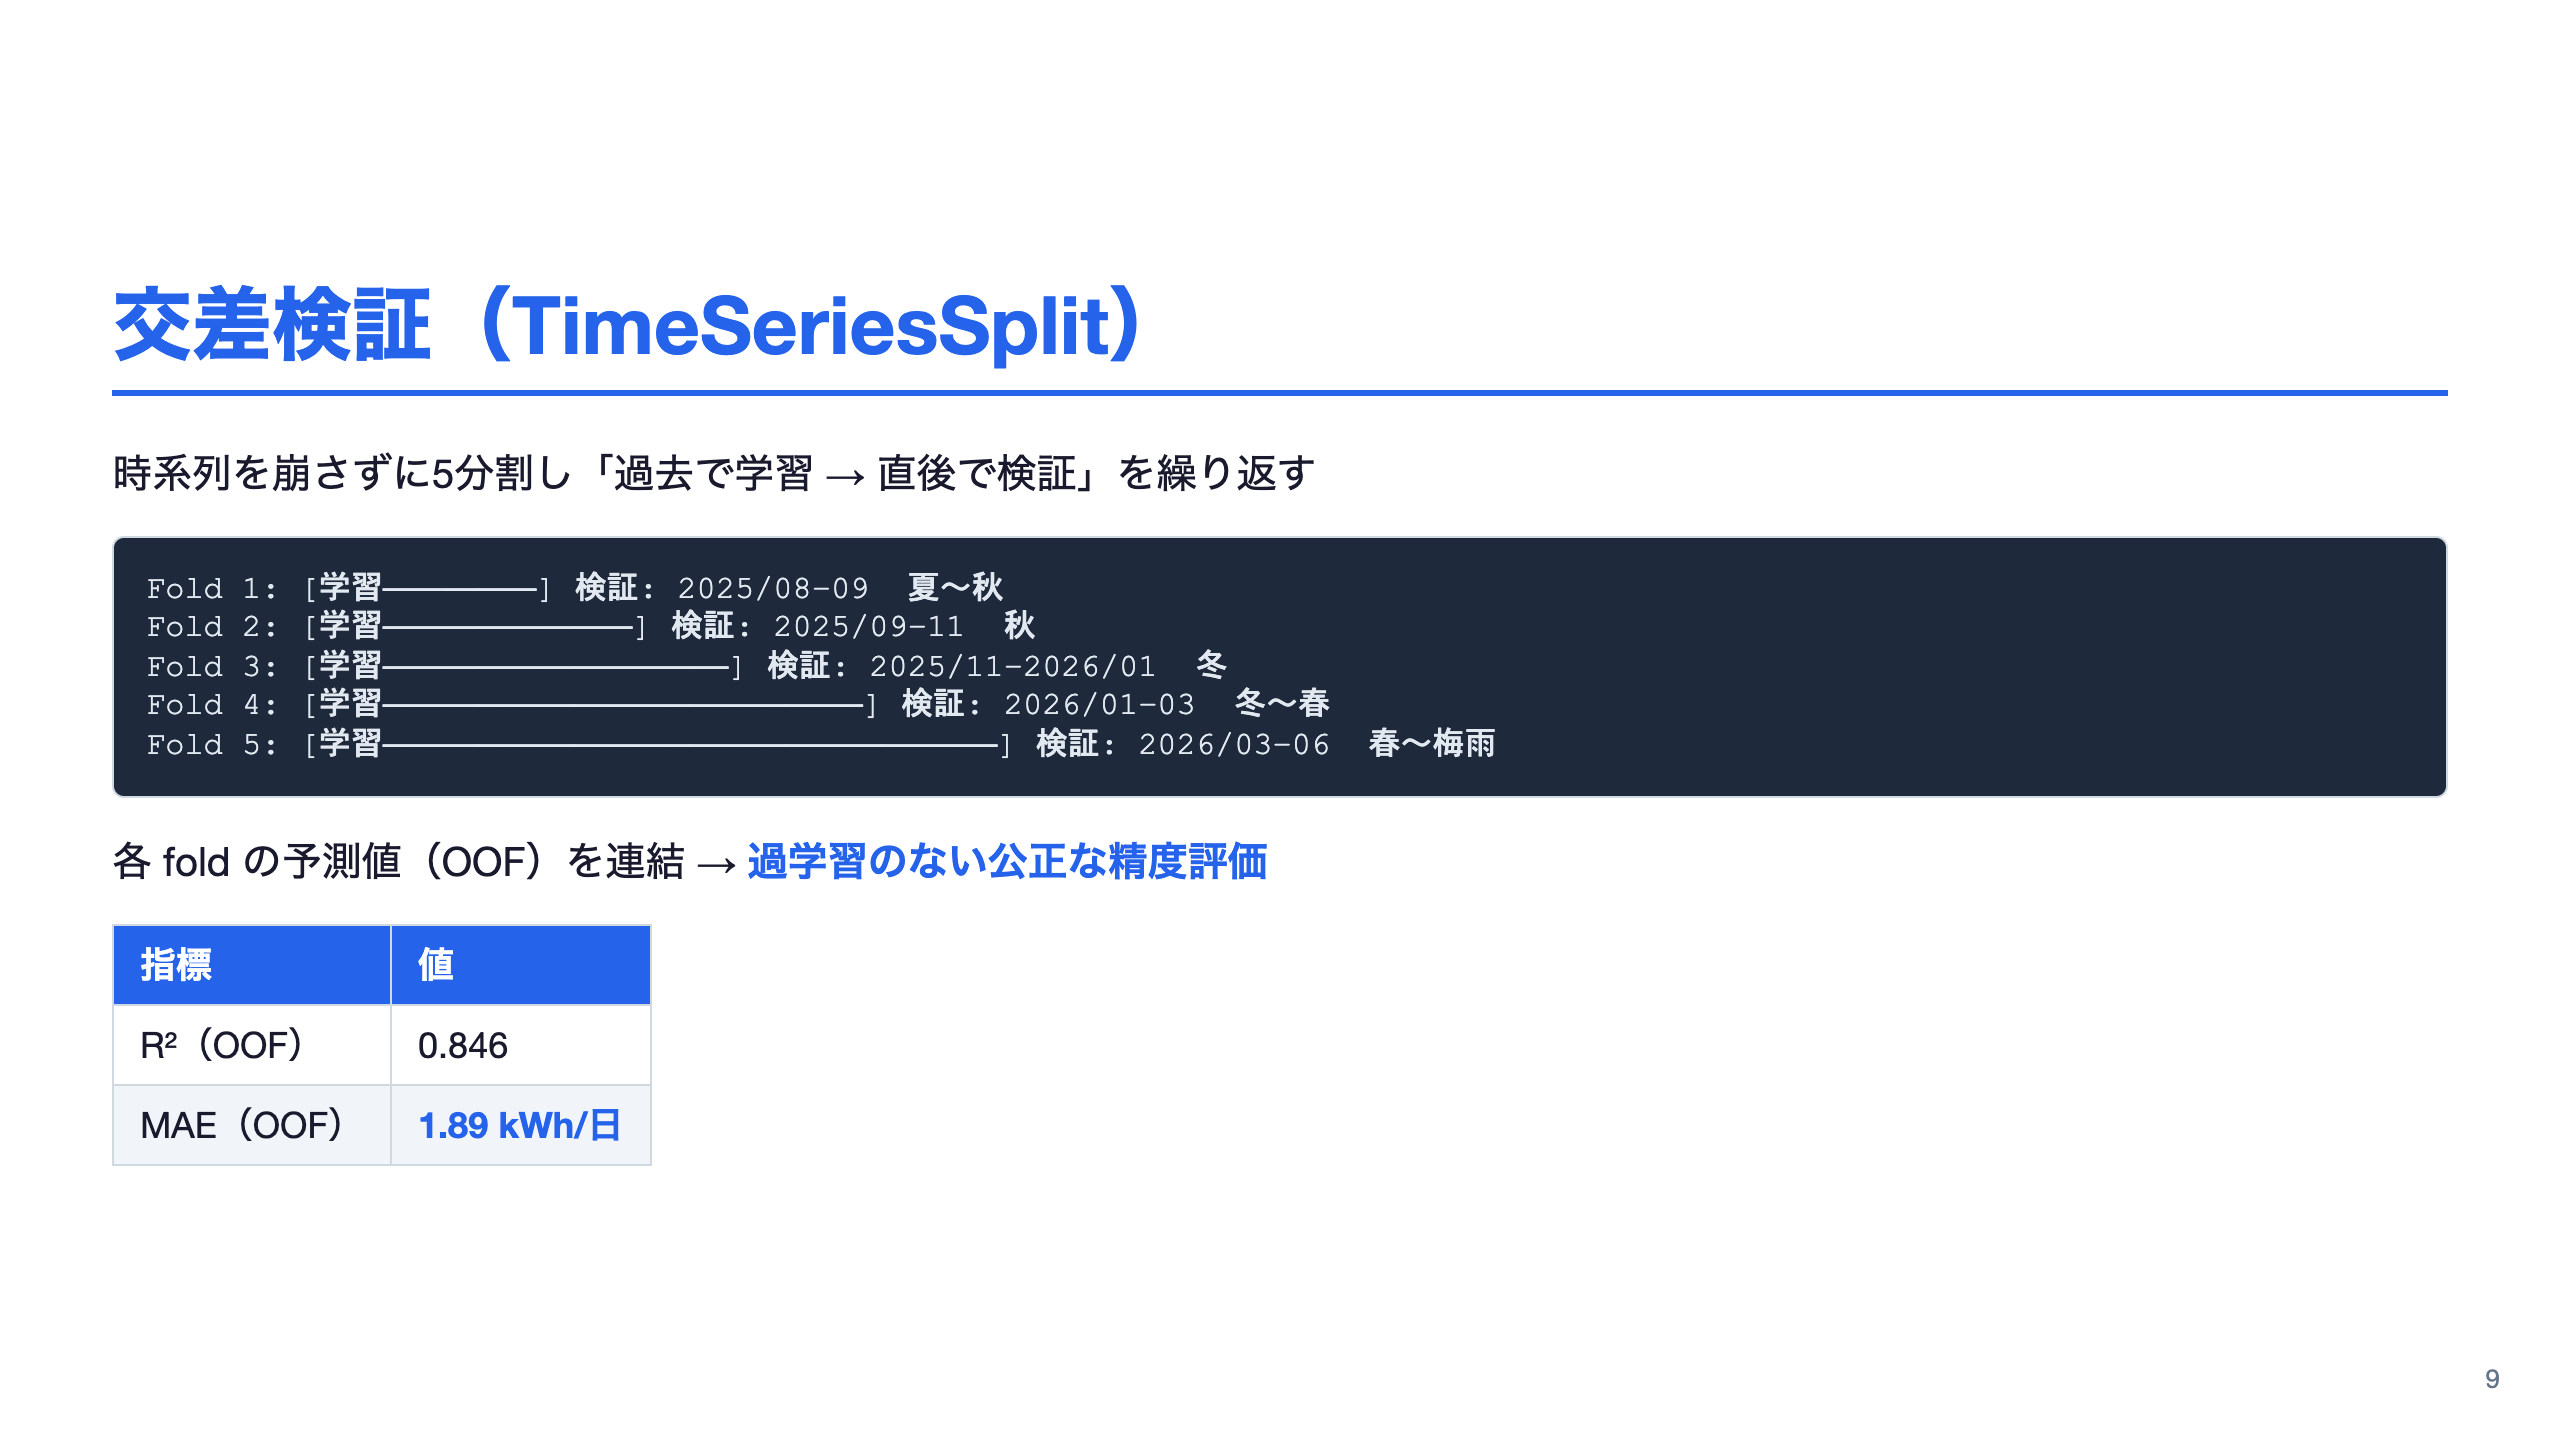 交差検証（TimeSeriesSplit）
時系列を崩さずに5分割し「過去で学習 → 直後で検証」を繰り返す
Fold 1: [学習────────] 検証: 2025/08-09  夏〜秋
Fold 2: [学習─────────────] 検証: 2025/09-11  秋
Fold 3: [学習──────────────────] 検証: 2025/11-2026/01  冬
Fold 4: [学習─────────────────────────] 検証: 2026/01-03  冬〜春
Fold 5: [学習────────────────────────────────] 検証: 2026/03-06  春〜梅雨
各 fold の予測値（OOF）を連結 → 過学習のない公正な精度評価
指標 値
R²（OOF） 0.846
MAE（OOF） 1.89 kWh/日
9